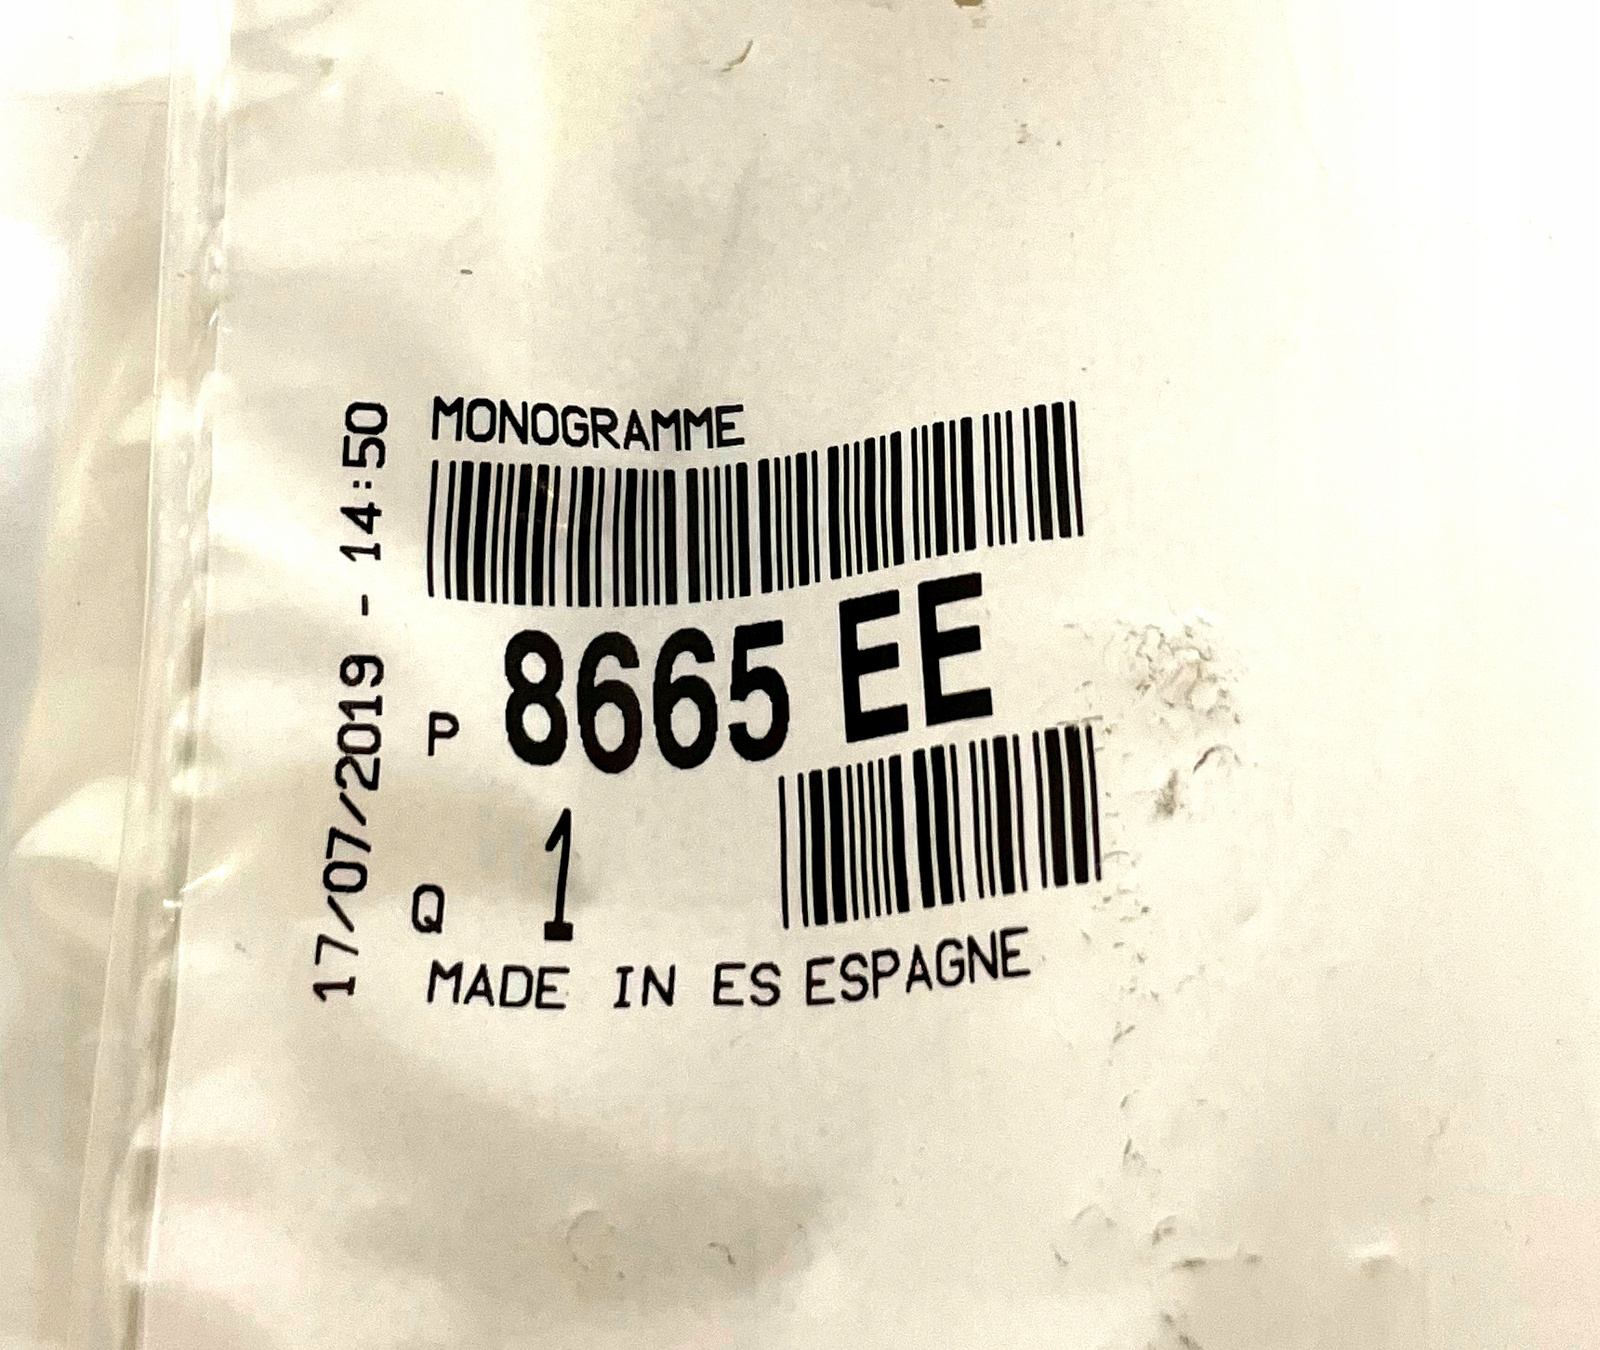 MONOGRAMME
P 8665 EE
Q 1
MADE IN ES ESPAGNE
17/07/2019 - 14:50